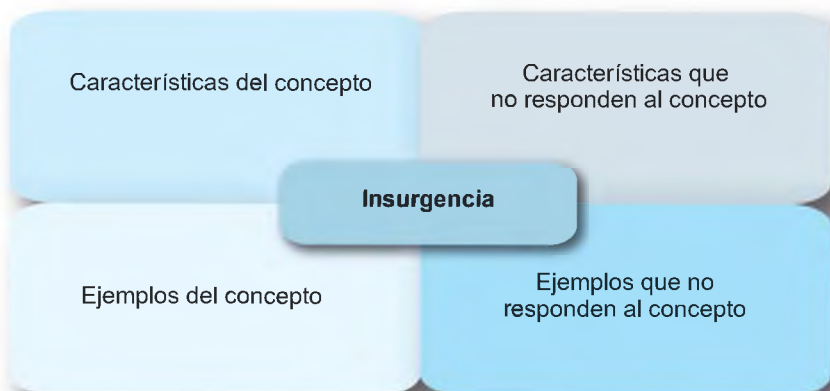 Características del concepto
Características que
no responden al concepto
Insurgencia
Ejemplos del concepto
Ejemplos que no
responden al concepto